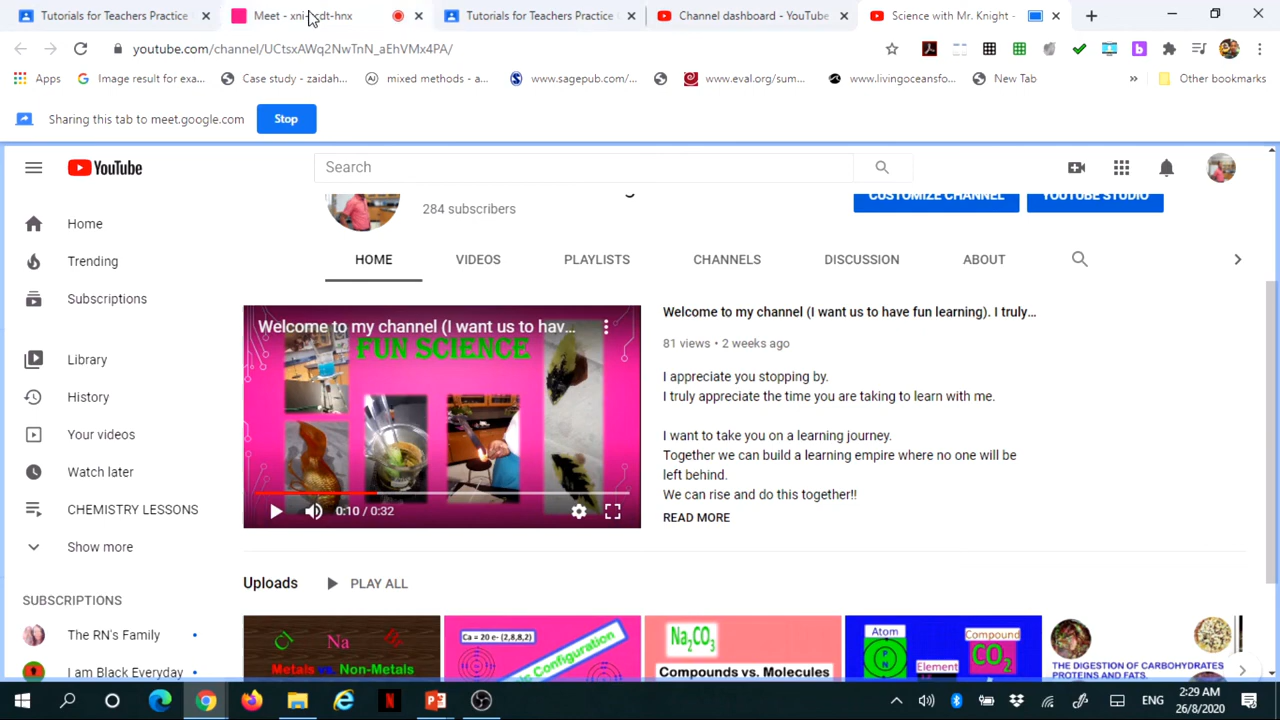 Tutorials for Teachers Practice
Meet - xni-
dt-hnx
Tutorials for Teachers Practice
Channel dashboard - YouTube
Science with Mr. Knight -
youtube.com/channel/UCtsxAWq2NwTnN_aEhVMx4PA/
Apps
Image result for exa...
Case study - zaidah...
mixed methods - a...
www.sagepub.com/...
www.eval.org/sum...
www.livingoceansfo...
New Tab
Other bookmarks
Sharing this tab to meet.google.com
Stop
YouTube
Search
284 subscribers
CUSTOMIZE CHANNEL
YOUTUBE STUDIO
HOME
VIDEOS
PLAYLISTS
CHANNELS
DISCUSSION
ABOUT
Home
Trending
Subscriptions
Library
History
Your videos
Watch later
CHEMISTRY LESSONS
Show more
SUBSCRIPTIONS
The RN's Family
I am Black Everyday
Welcome to my channel (I want us to hav...
FUN SCIENCE
0:10 / 0:32
Welcome to my channel (I want us to have fun learning). I truly...
81 views • 2 weeks ago
I appreciate you stopping by.
I truly appreciate the time you are taking to learn with me.
I want to take you on a learning journey.
Together we can build a learning empire where no one will be
left behind.
We can rise and do this together!!
READ MORE
Uploads
PLAY ALL
Cl
Na
Br
Metals vs. Non-Metals
Ca = 20 e- (2,8,8,2)
Configuration
Na₂CO₃
Compounds vs. Molecules
Atom
P N
Element
Compound
CO₂
THE DIGESTION OF CARBOHYDRATES
PROTEINS AND FATS.
ENG
2:29 AM
26/8/2020